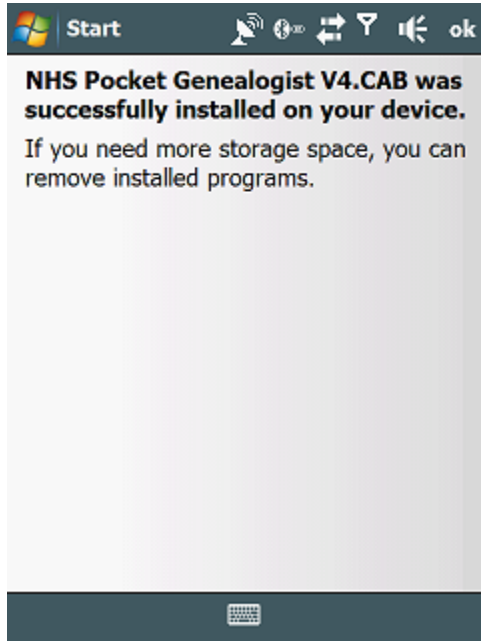 Start
ok
NHS Pocket Genealogist V4.CAB was
successfully installed on your device.
If you need more storage space, you can
remove installed programs.